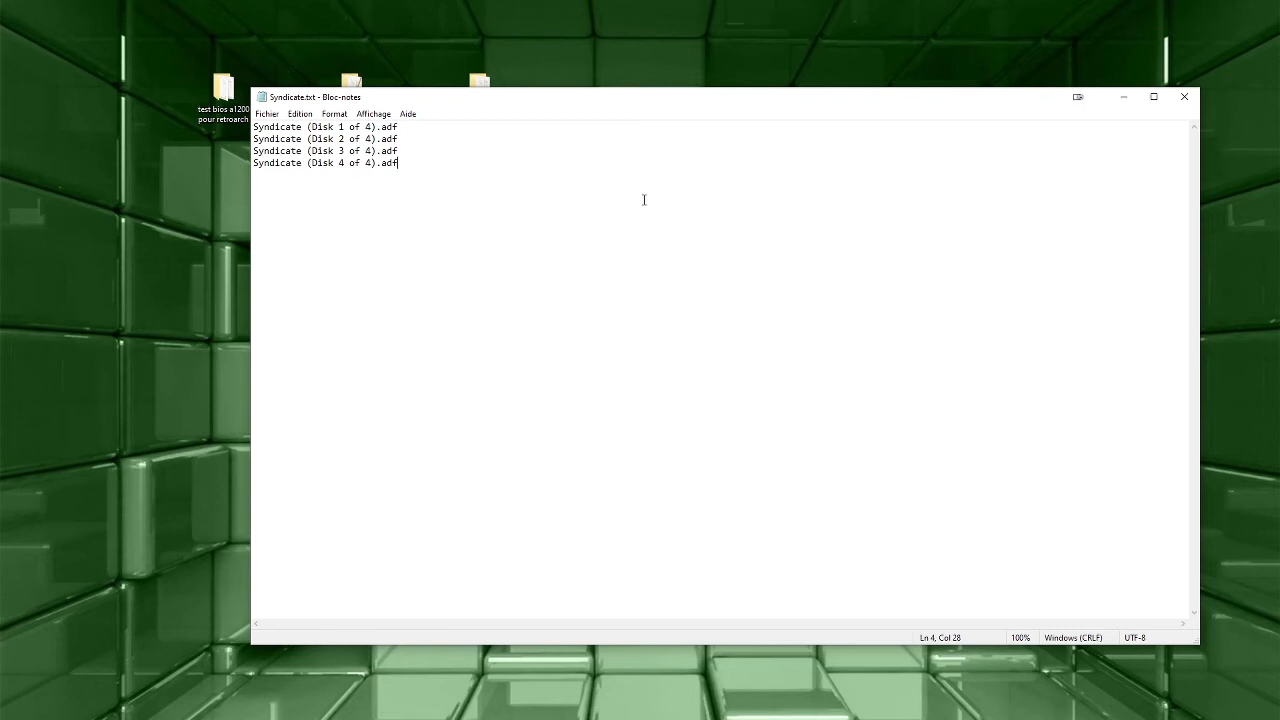 test bios a1200
pour retroarch
Syndicate.txt - Bloc-notes
Fichier Edition Format Affichage Aide
Syndicate (Disk 1 of 4).adf
Syndicate (Disk 2 of 4).adf
Syndicate (Disk 3 of 4).adf
Syndicate (Disk 4 of 4).adf
Ln 4, Col 28 100% Windows (CRLF) UTF-8